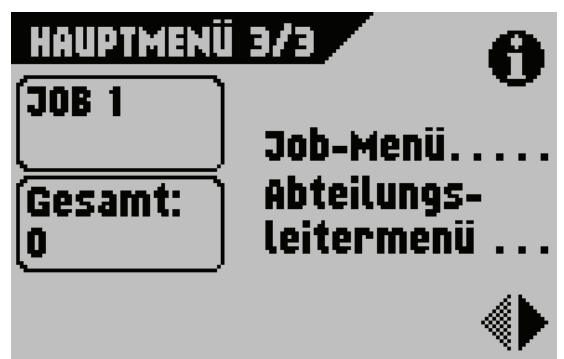 HAUPTMENÜ 3/3
i
JOB 1
Gesamt:
0
Job-Menü.....
Abteilungs-
leitermenü ...